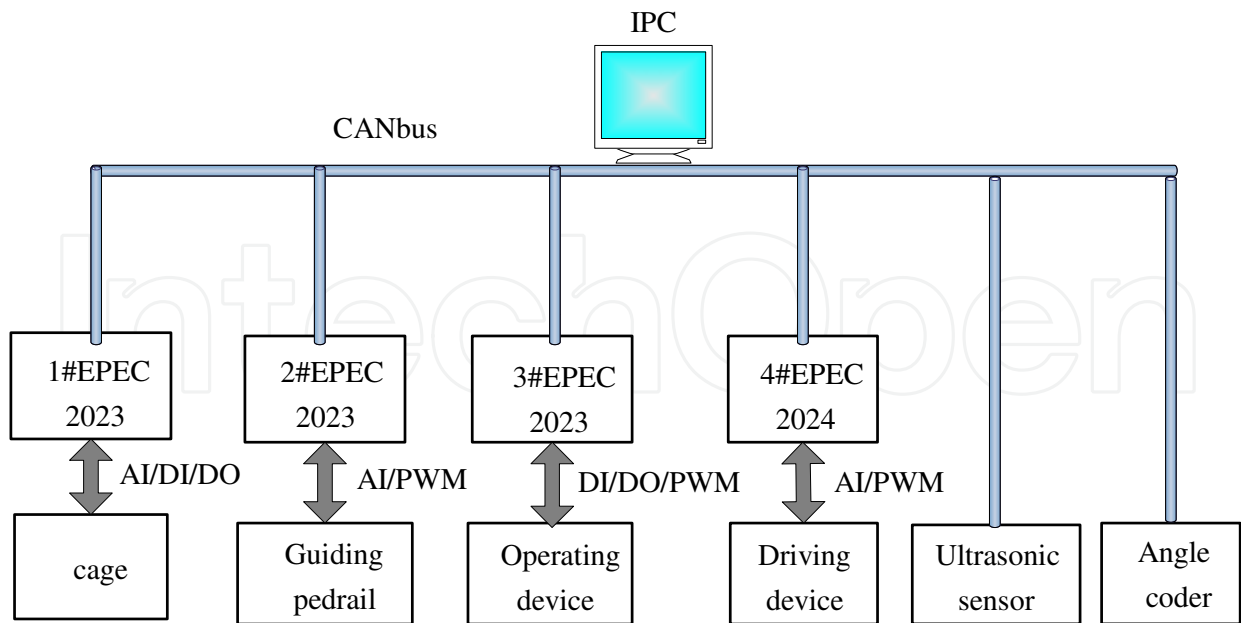 IPC
CANbus
IntechOpen
1#EPEC
2023
2#EPEC
2023
3#EPEC
2023
4#EPEC
2024
AI/DI/DO
AI/PWM
DI/DO/PWM
AI/PWM
cage
Guiding
pedrail
Operating
device
Driving
device
Ultrasonic
sensor
Angle
coder